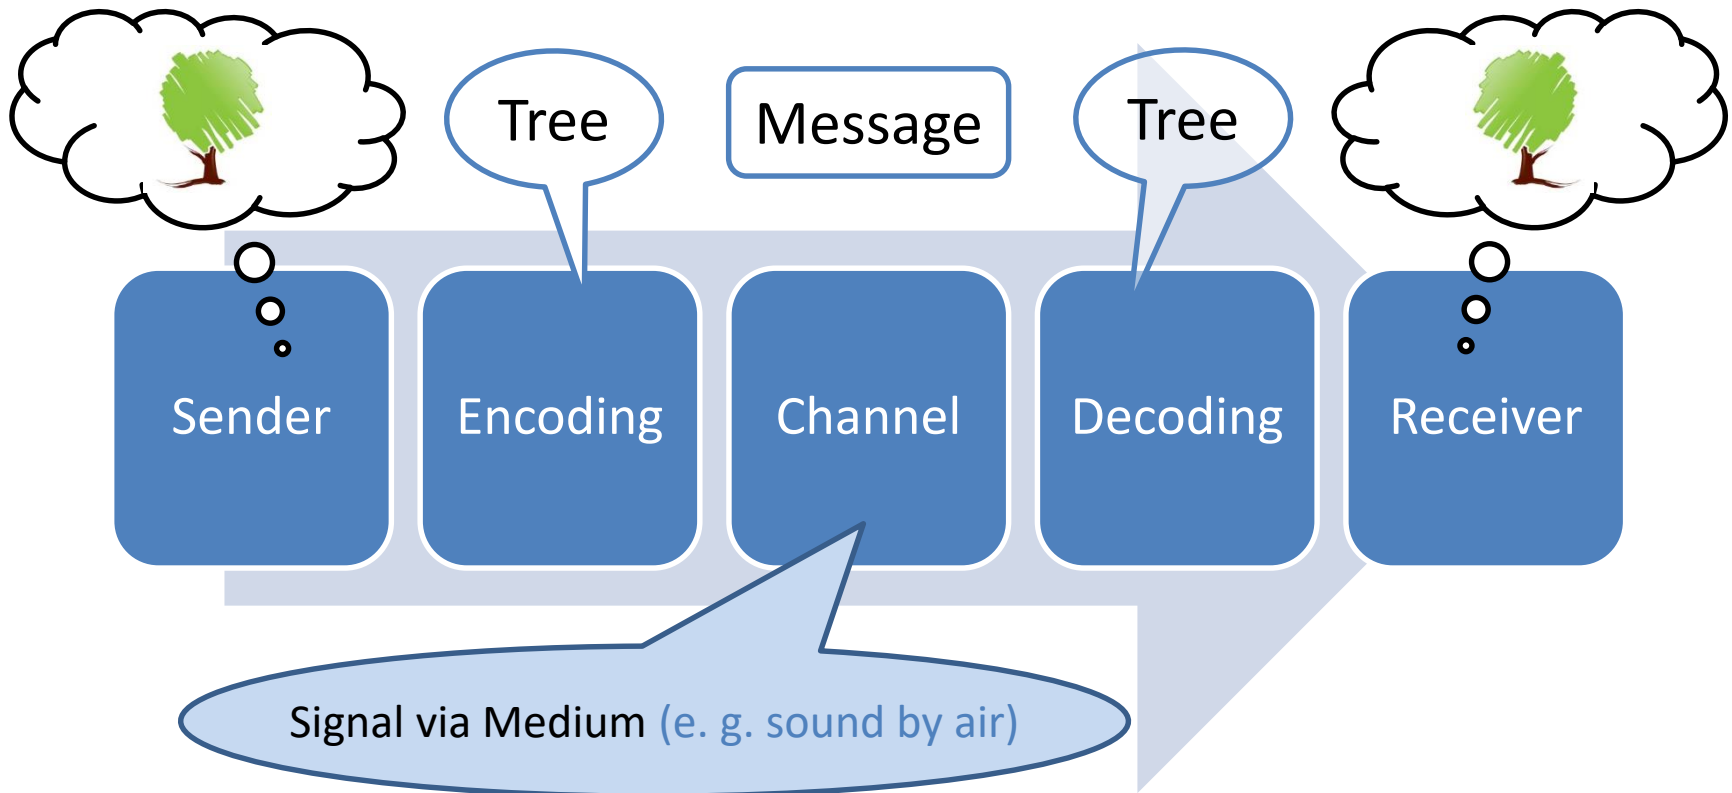 Tree
Message
Tree
Sender
Encoding
Channel
Decoding
Receiver
Signal via Medium (e. g. sound by air)